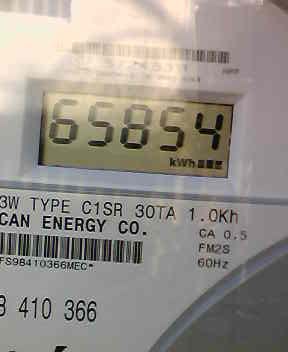 65854
kWh
3W TYPE C1SR 30TA 1.0Kh
CAN ENERGY CO.
CA 0.5
FM2S
60Hz
FS98410366MEC*
8 410 366